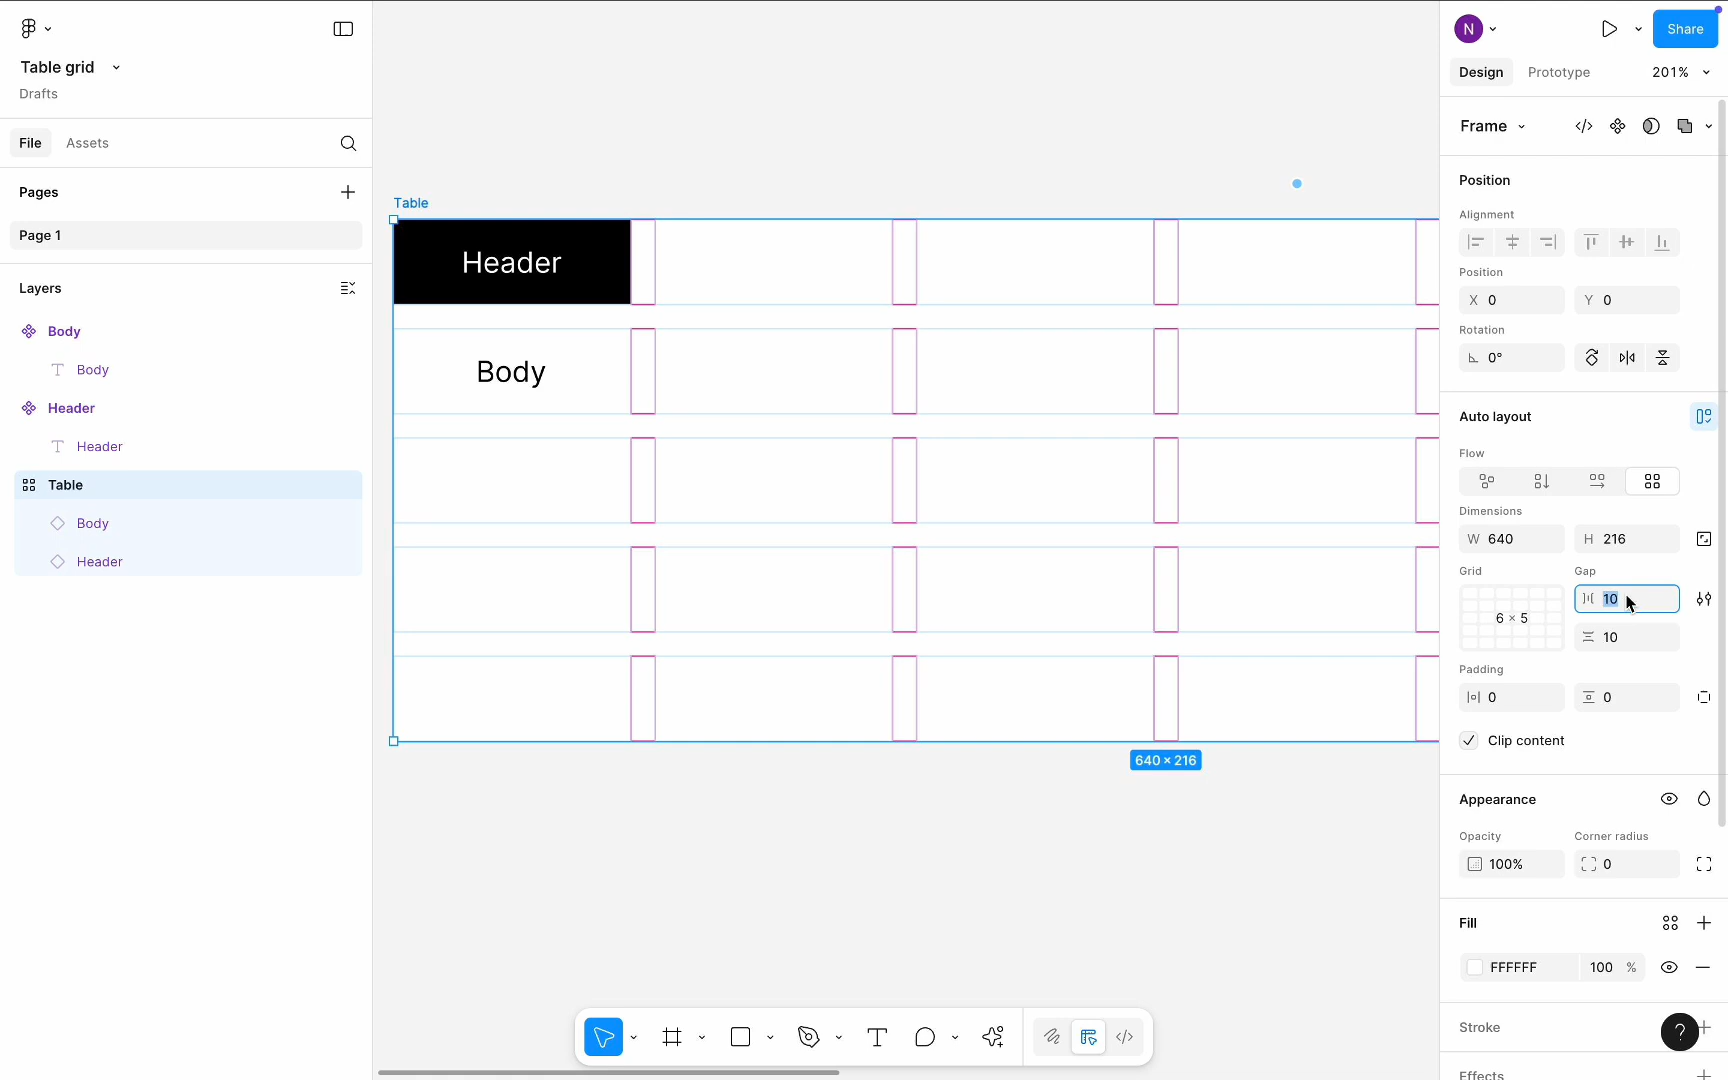 Table grid
Drafts
File Assets
Pages
Page 1
Layers
Body
Body
Header
Header
Table
Body
Header
Table
Header
Body
640 × 216
N
Share
Design Prototype 201%
Frame
Position
Alignment
Position
X 0 Y 0
Rotation
0°
Auto layout
Flow
Dimensions
W 640 H 216
Grid Gap
6 × 5 10
10
Padding
0 0
Clip content
Appearance
Opacity Corner radius
100% 0
Fill
FFFFFF 100 %
Stroke
?
Effects